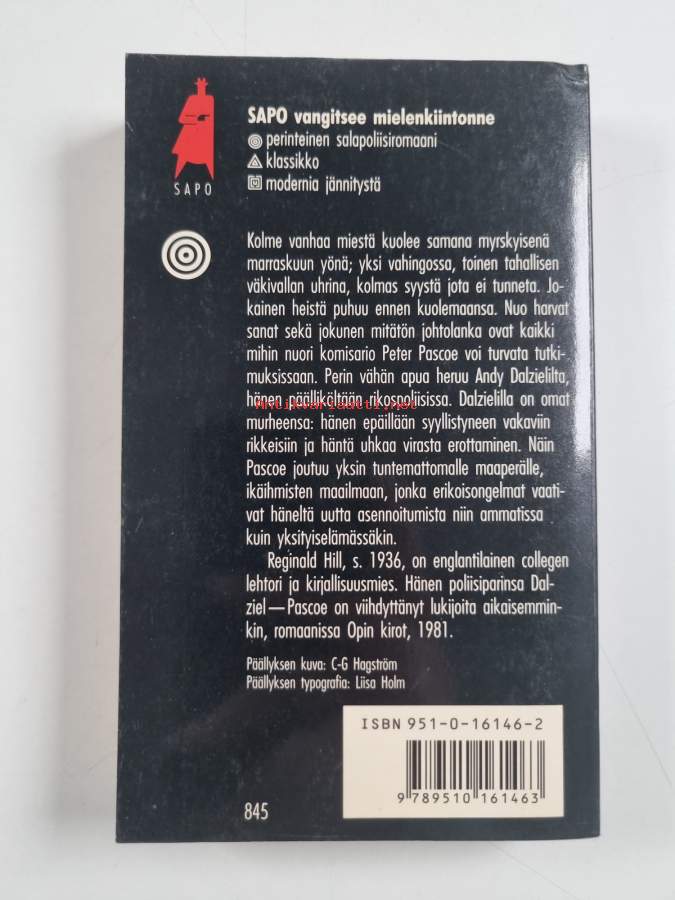 SAPO vangitsee mielenkiintonne
perinteinen salapoliisiromaani
klassikko
modernia jännitystä
SAPO
Kolme vanhaa miestä kuolee samana myrskyisenä
marraskuun yönä; yksi vahingossa, toinen tahallisen
väkivallan uhrina, kolmas syystä jota ei tunneta. Jo-
kainen heistä puhuu ennen kuolemaansa. Nuo harvat
sanat sekä jokunen mitätön johtolanka ovat kaikki
mihin nuori komisario Peter Pascoe voi turvata tutki-
muksissaan. Perin vähän apua heruu Andy Dalzielilta,
hänen päälliköltään rikospoliisissa. Dalzielilla on omat
Antikvariaatti.net
murheensa: hänen epäillään syyllistyneen vakaviin
rikkeisiin ja häntä uhkaa virasta erottaminen. Näin
Pascoe joutuu yksin tuntemattomalle maaperälle,
ikäihmisten maailmaan, jonka erikoisongelmat vaati-
vat häneltä uutta asennoitumista niin ammatissa
kuin yksityiselämässäkin.
Reginald Hill, s. 1936, on englantilainen collegen
lehtori ja kirjallisuusmies. Hänen poliisiparinsa Dal-
ziel—Pascoe on viihdyttänyt lukijoita aikaisemmin-
kin, romaanissa Opin kirot, 1981.
Päällyksen kuva: C-G Hagström
Päällyksen typografia: Liisa Holm
ISBN 951-0-16146-2
9 789510 161463
845